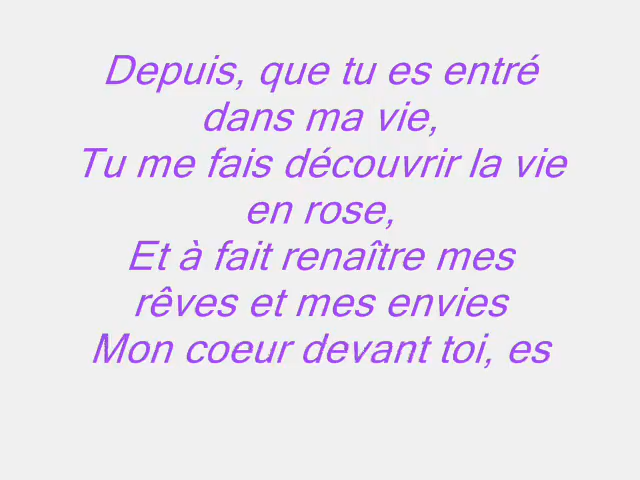 Depuis, que tu es entré
dans ma vie,
Tu me fais découvrir la vie
en rose,
Et à fait renaître mes
rêves et mes envies
Mon coeur devant toi, es